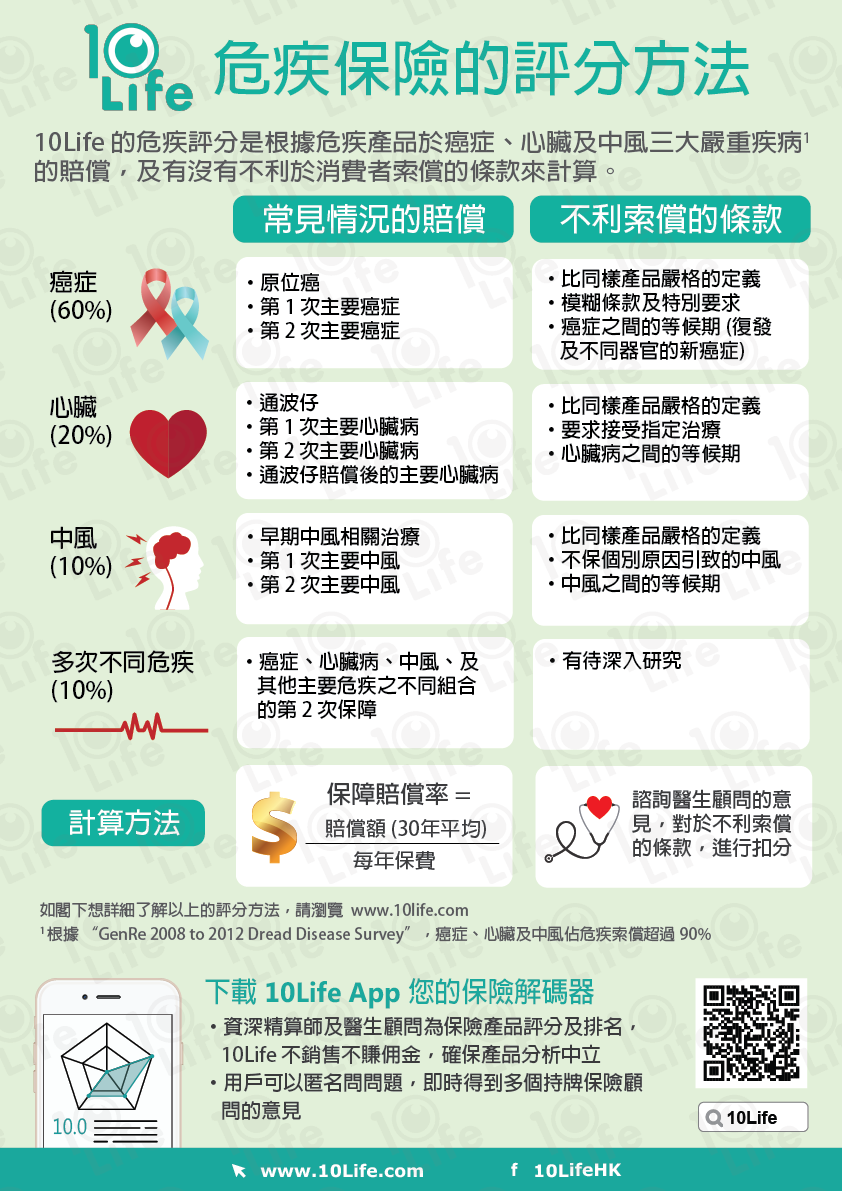 10Life
危疾保險的評分方法
10Life 的危疾評分是根據危疾產品於癌症、心臟及中風三大嚴重疾病1
的賠償，及有沒有不利於消費者索償的條款來計算。
常見情況的賠償
不利索償的條款
癌症
(60%)
・原位癌
・第 1 次主要癌症
・第 2 次主要癌症
・比同樣產品嚴格的定義
・模糊條款及特別要求
・癌症之間的等候期 (復發
及不同器官的新癌症)
心臟
(20%)
・通波仔
・第 1 次主要心臟病
・第 2 次主要心臟病
・通波仔賠償後的主要心臟病
・比同樣產品嚴格的定義
・要求接受指定治療
・心臟病之間的等候期
中風
(10%)
・早期中風相關治療
・第 1 次主要中風
・第 2 次主要中風
・比同樣產品嚴格的定義
・不保個別原因引致的中風
・中風之間的等候期
多次不同危疾
(10%)
・癌症、心臟病、中風、及
其他主要危疾之不同組合
的第 2 次保障
・有待深入研究
計算方法
保障賠償率 =
賠償額 (30年平均)
每年保費
諮詢醫生顧問的意
見，對於不利索償
的條款，進行扣分
如閣下想詳細了解以上的評分方法，請瀏覽 www.10life.com
1根據 “GenRe 2008 to 2012 Dread Disease Survey” ，癌症、心臟及中風佔危疾索償超過 90%
下載 10Life App 您的保險解碼器
・資深精算師及醫生顧問為保險產品評分及排名，
10Life 不銷售不賺佣金，確保產品分析中立
・用戶可以匿名問問題，即時得到多個持牌保險顧
問的意見
10.0
10Life
www.10Life.com
f 10LifeHK